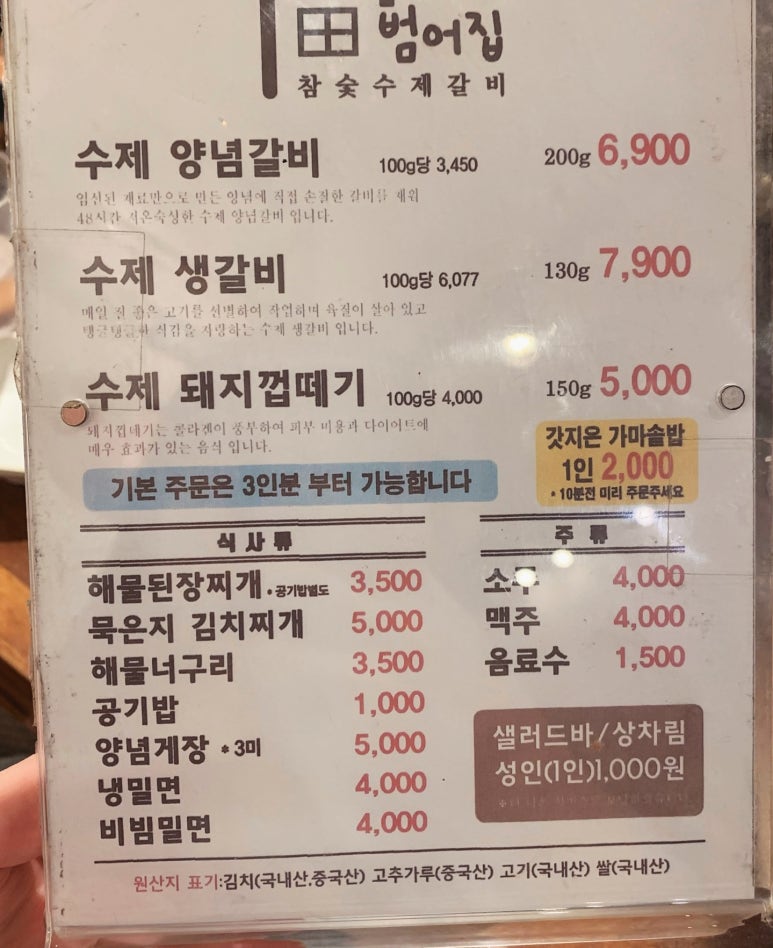 田 범어집
참숯수제갈비
수제 양념갈비 100g당 3,450 200g 6,900
엄선된 재료만으로 만든 양념에 직접 손질한 갈비를 재워
48시간 저온숙성한 수제 양념갈비 입니다.
수제 생갈비 100g당 6,077 130g 7,900
매일 질 좋은 고기를 선별하여 작업하며 육질이 살아 있고
탱글탱글한 식감을 자랑하는 수제 생갈비 입니다.
수제 돼지껍떼기 100g당 4,000 150g 5,000
돼지껍데기는 콜라겐이 풍부하여 피부 미용과 다이어트에
매우 효과가 있는 음식 입니다.
갓지은 가마솥밥
1인 2,000
* 10분전 미리 주문주세요
기본 주문은 3인분 부터 가능합니다
식사류
해물된장찌개 * 공기밥별도 3,500
묵은지 김치찌개 5,000
해물너구리 3,500
공기밥 1,000
양념게장 * 3미 5,000
냉밀면 4,000
비빔밀면 4,000
주류
소주 4,000
맥주 4,000
음료수 1,500
샐러드바/상차림
성인(1인)1,000원
원산지 표기:김치(국내산,중국산) 고추가루(중국산) 고기(국내산) 쌀(국내산)